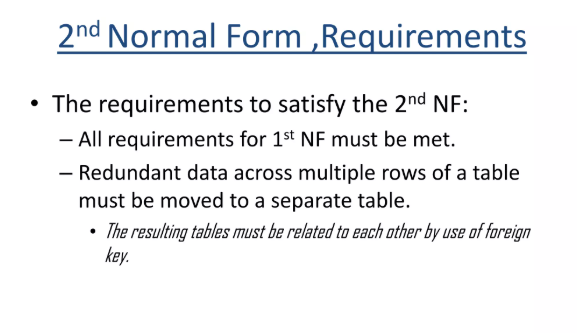 2nd Normal Form ,Requirements
• The requirements to satisfy the 2nd NF:
– All requirements for 1st NF must be met.
– Redundant data across multiple rows of a table
must be moved to a separate table.
• The resulting tables must be related to each other by use of foreign
key.